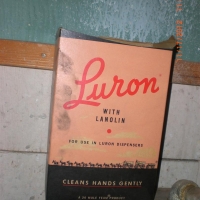 Luron
WITH
LANOLIN
FOR USE IN LURON DISPENSERS
CLEANS HANDS GENTLY